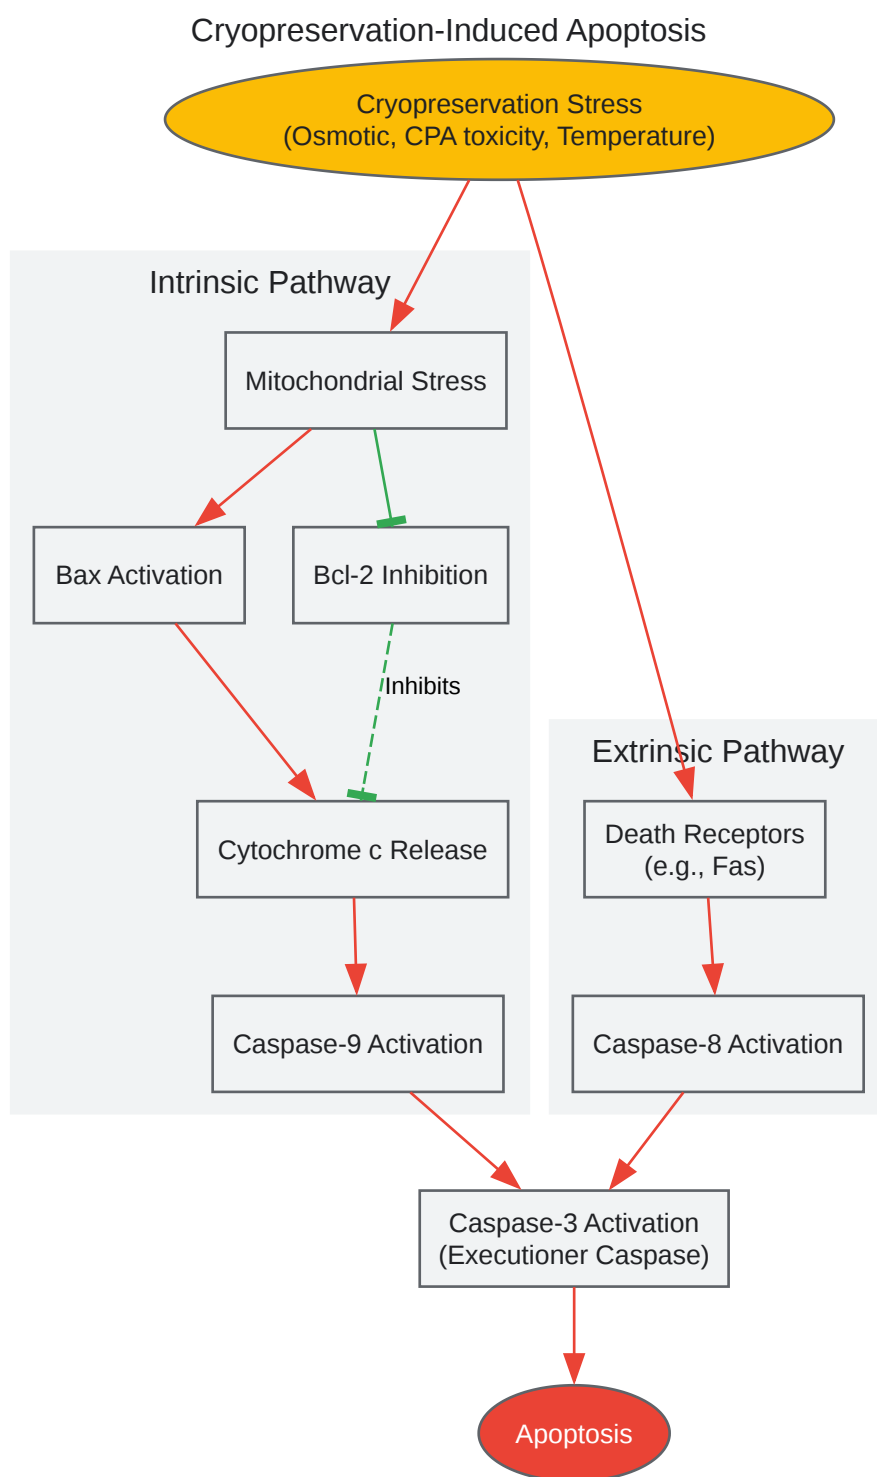 Cryopreservation-Induced Apoptosis
Cryopreservation Stress
(Osmotic, CPA toxicity, Temperature)
Intrinsic Pathway
Mitochondrial Stress
Bax Activation
Bcl-2 Inhibition
Inhibits
Extrinsic Pathway
Cytochrome c Release
Death Receptors
(e.g., Fas)
Caspase-9 Activation
Caspase-8 Activation
Caspase-3 Activation
(Executioner Caspase)
Apoptosis